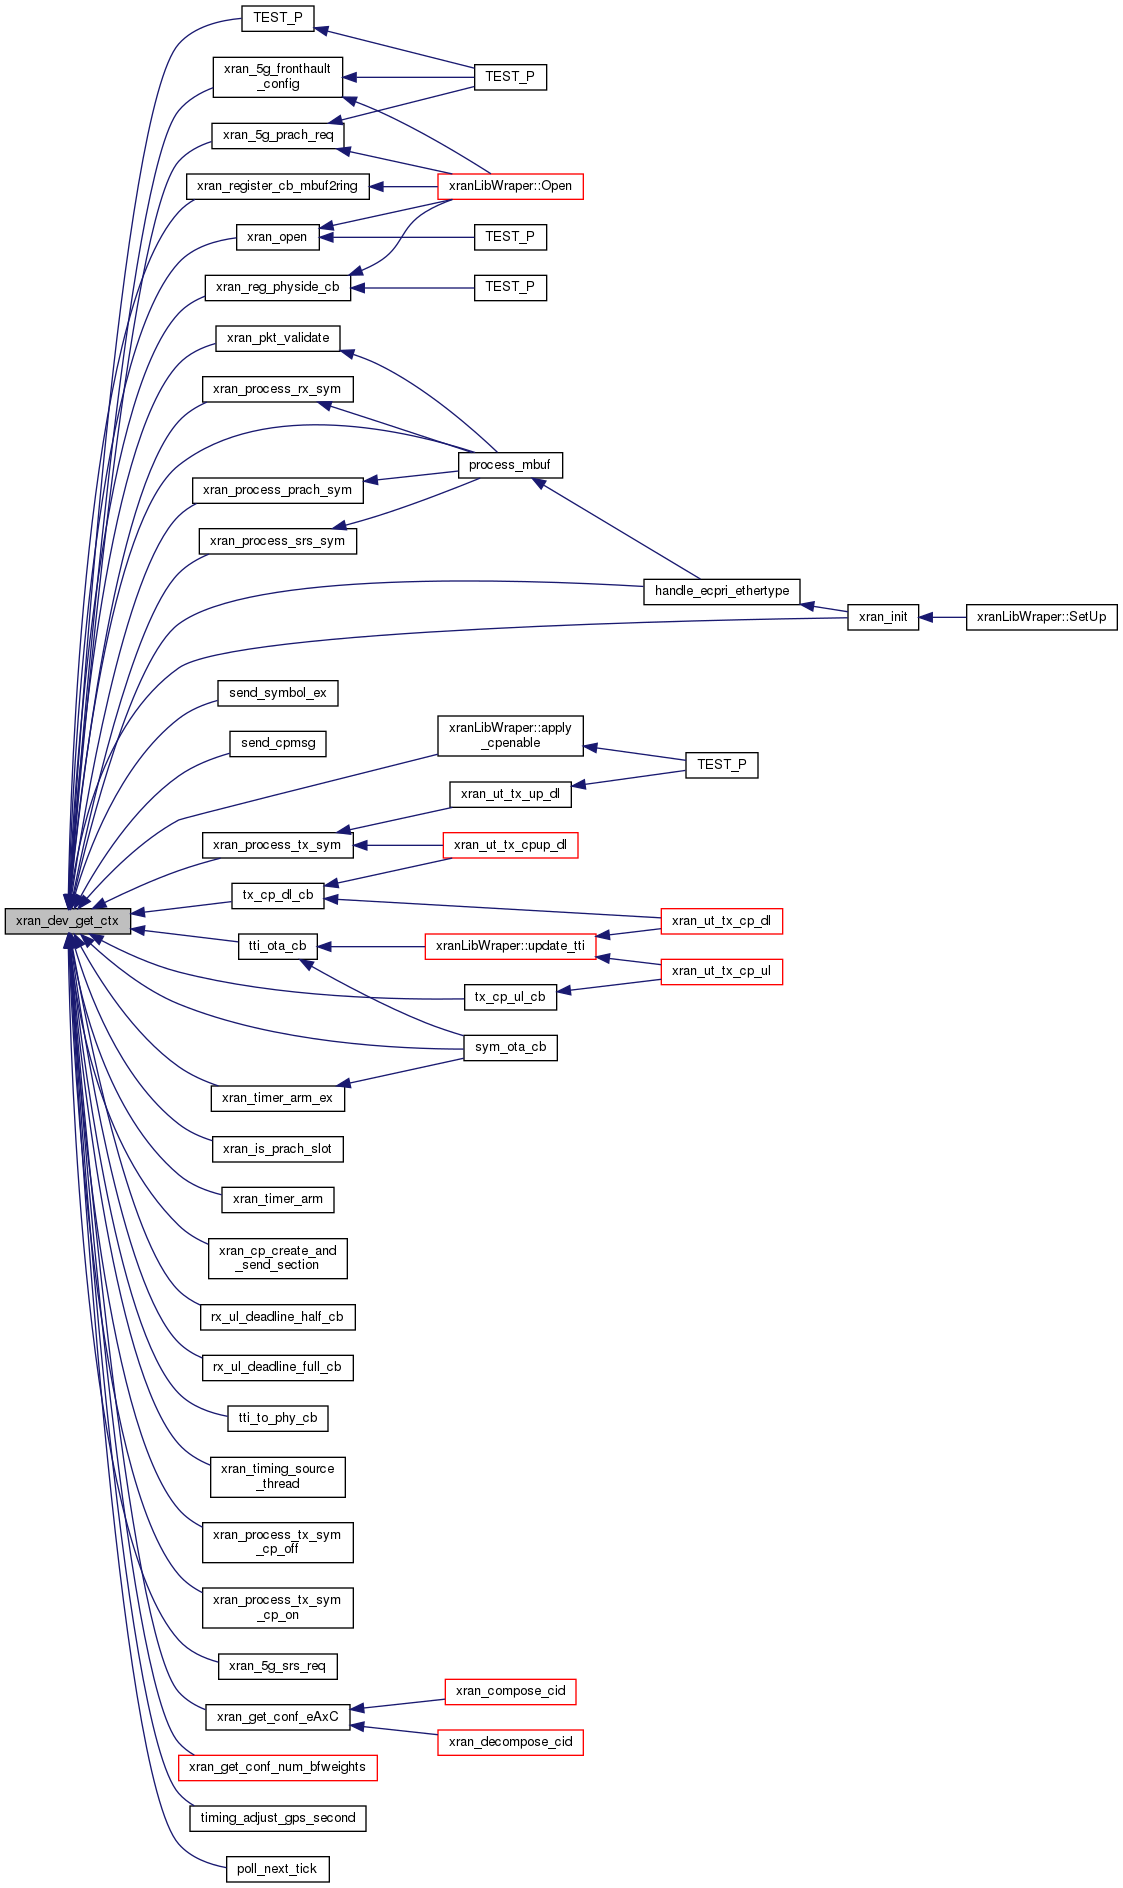 TEST_P
xran_5g_fronthault
_config
TEST_P
xran_5g_prach_req
xran_register_cb_mbuf2ring
xranLibWraper::Open
xran_open
TEST_P
xran_reg_physide_cb
TEST_P
xran_pkt_validate
xran_process_rx_sym
process_mbuf
xran_process_prach_sym
xran_process_srs_sym
handle_ecpri_ethertype
xran_init
xranLibWraper::SetUp
send_symbol_ex
send_cpmsg
xranLibWraper::apply
_cpenable
TEST_P
xran_ut_tx_up_dl
xran_process_tx_sym
xran_ut_tx_cpup_dl
tx_cp_dl_cb
xran_dev_get_ctx
xran_ut_tx_cp_dl
tti_ota_cb
xranLibWraper::update_tti
xran_ut_tx_cp_ul
tx_cp_ul_cb
sym_ota_cb
xran_timer_arm_ex
xran_is_prach_slot
xran_timer_arm
xran_cp_create_and
_send_section
rx_ul_deadline_half_cb
rx_ul_deadline_full_cb
tti_to_phy_cb
xran_timing_source
_thread
xran_process_tx_sym
_cp_off
xran_process_tx_sym
_cp_on
xran_5g_srs_req
xran_compose_cid
xran_get_conf_eAxC
xran_decompose_cid
xran_get_conf_num_bfweights
timing_adjust_gps_second
poll_next_tick